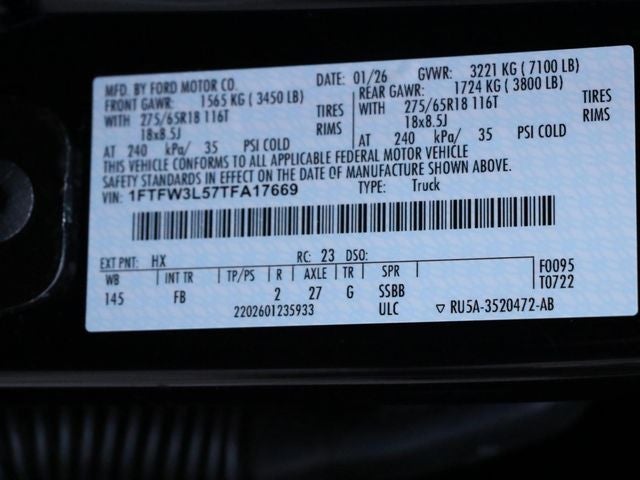 MFD. BY FORD MOTOR CO. DATE: 01/26 GVWR: 3221 KG (7100 LB)
FRONT GAWR: 1565 KG (3450 LB) REAR GAWR: 1724 KG (3800 LB)
WITH 275/65R18 116T TIRES WITH 275/65R18 116T TIRES
18x8.5J RIMS 18x8.5J RIMS
AT 240 kPa/ 35 PSI COLD AT 240 kPa/ 35 PSI COLD
THIS VEHICLE CONFORMS TO ALL APPLICABLE FEDERAL MOTOR VEHICLE
SAFETY STANDARDS IN EFFECT ON THE DATE OF MANUFACTURE SHOWN ABOVE.
VIN: 1FTFW3L57TFA17669 TYPE: Truck
EXT PNT: HX RC: 23 DSO:
WB INT TR TP/PS R AXLE TR SPR F0095
145 FB 2 27 G SSBB T0722
2202601235933 ULC ▽ RU5A-3520472-AB